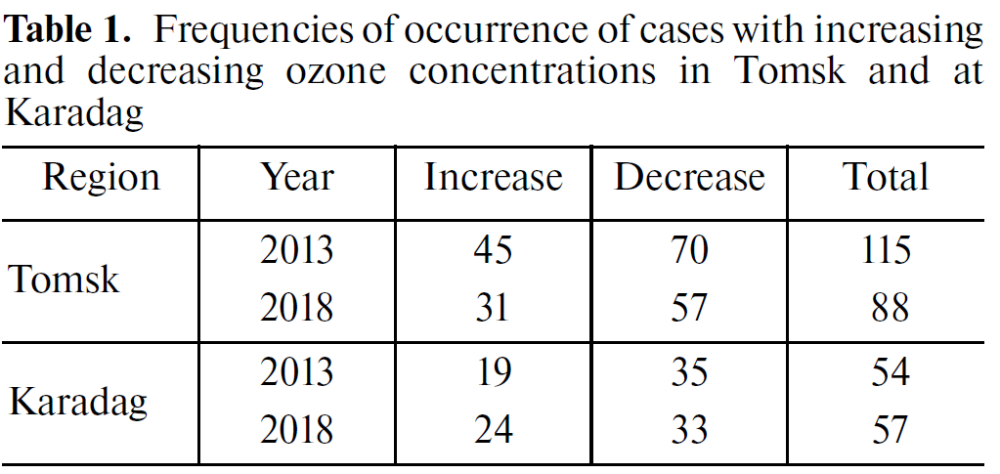 Table 1. Frequencies of occurrence of cases with increasing
and decreasing ozone concentrations in Tomsk and at
Karadag
Region Year Increase Decrease Total
Tomsk
2013 45 70 115
2018 31 57 88
Karadag
2013 19 35 54
2018 24 33 57